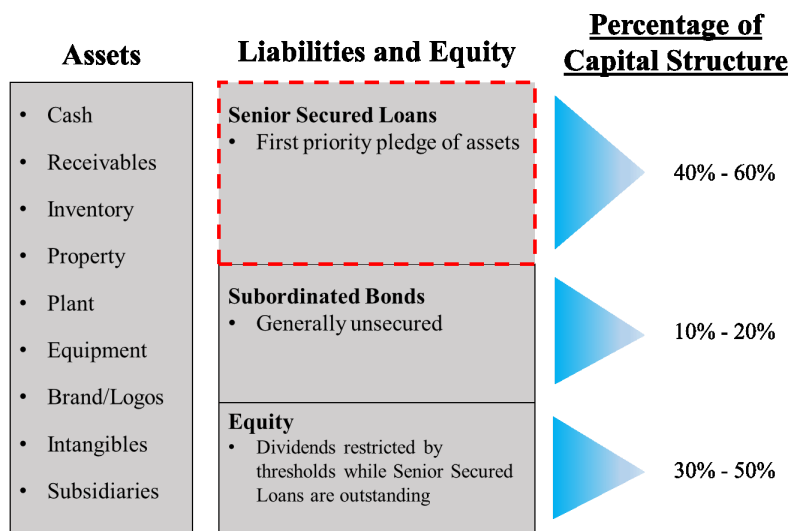 Assets
• Cash
• Receivables
• Inventory
• Property
• Plant
• Equipment
• Brand/Logos
• Intangibles
• Subsidiaries
Liabilities and Equity
Senior Secured Loans
• First priority pledge of assets
Subordinated Bonds
• Generally unsecured
Equity
• Dividends restricted by
thresholds while Senior Secured
Loans are outstanding
Percentage of
Capital Structure
40% - 60%
10% - 20%
30% - 50%